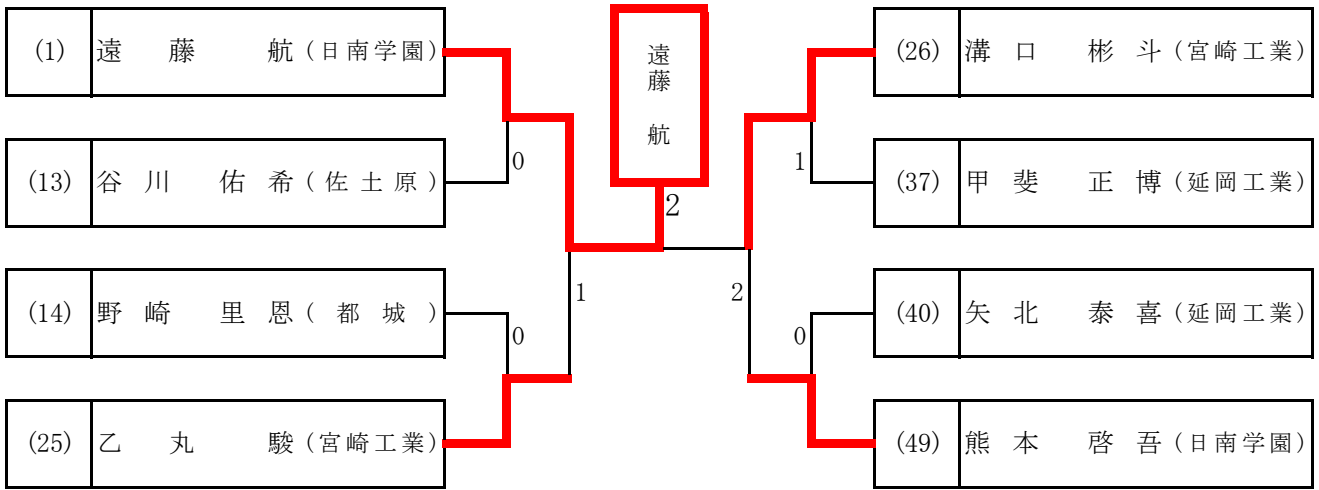 (1) 遠藤 航 (日南学園)
(13) 谷川 佑希 (佐土原)
(14) 野崎 里恩 (都城)
(25) 乙丸 駿 (宮崎工業)
0
0
1
遠藤 航
2
2
1
0
(26) 溝口 彬斗 (宮崎工業)
(37) 甲斐 正博 (延岡工業)
(40) 矢北 泰喜 (延岡工業)
(49) 熊本 啓吾 (日南学園)